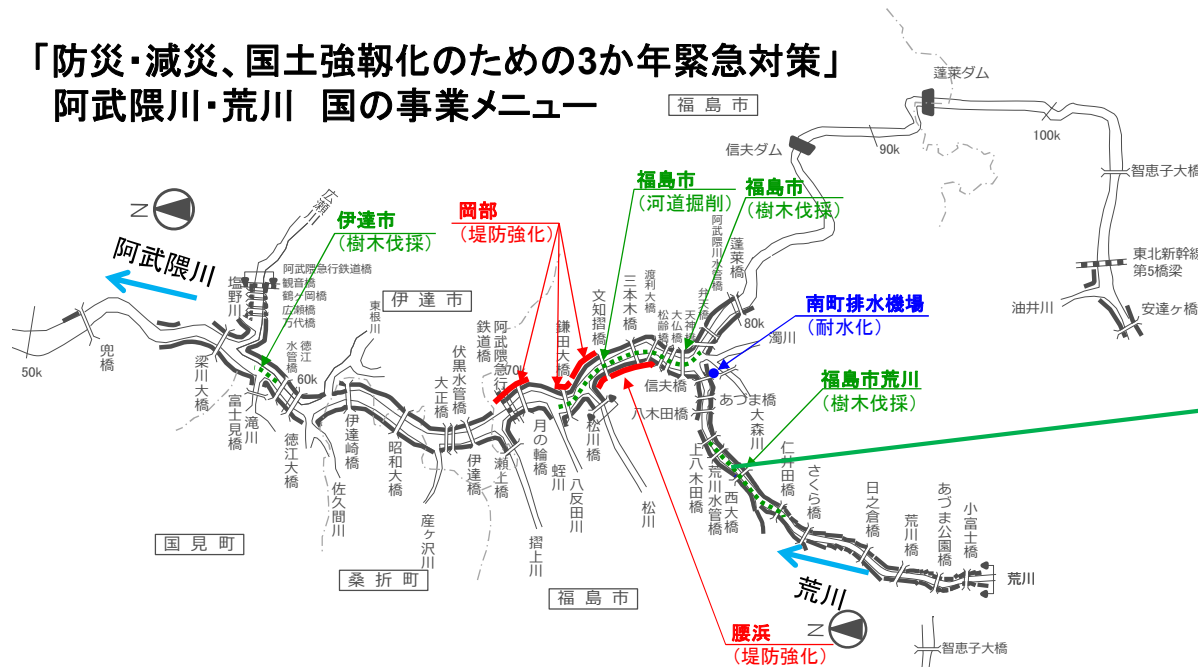 「防災・減災、国土強靱化のための3か年緊急対策」
阿武隈川・荒川 国の事業メニュー
福島市
蓬莱ダム
信夫ダム
90k
100k
智恵子大橋
東北新幹線
第5橋梁
油井川
安達ヶ橋
N
阿武隈川
広瀬川
伊達市
(樹木伐採)
岡部
(堤防強化)
福島市
(河道掘削)
福島市
(樹木伐採)
阿武隈急行鉄道橋
観音橋
鶴ヶ岡橋
広瀬橋
万代橋
塩野川
伊達市
東根川
阿武隈急行
鉄道橋
70k
鎌田大橋
文知摺橋
三本木橋
渡利大橋
松齢橋
大仏橋
天神橋
弁天橋
阿武隈川水管橋
蓬莱橋
80k
南町排水機場
(耐水化)
濁川
50k
兜橋
梁川大橋
富士見橋
滝川
徳江
水管橋
60k
徳江大橋
佐久間川
伊達崎橋
昭和大橋
大正橋
伏黒水管橋
産ヶ沢川
伊達橋
瀬上橋
摺上川
月の輪橋
蛭川
八反田川
松川橋
松川
信夫橋
八木田橋
あづま橋
大森川
福島市荒川
(樹木伐採)
上八木田橋
荒川水管橋
西大橋
仁井田橋
さくら橋
日之倉橋
荒川橋
あづま公園橋
小富士橋
荒川
荒川
国見町
桑折町
福島市
腰浜
(堤防強化)
N
智恵子大橋